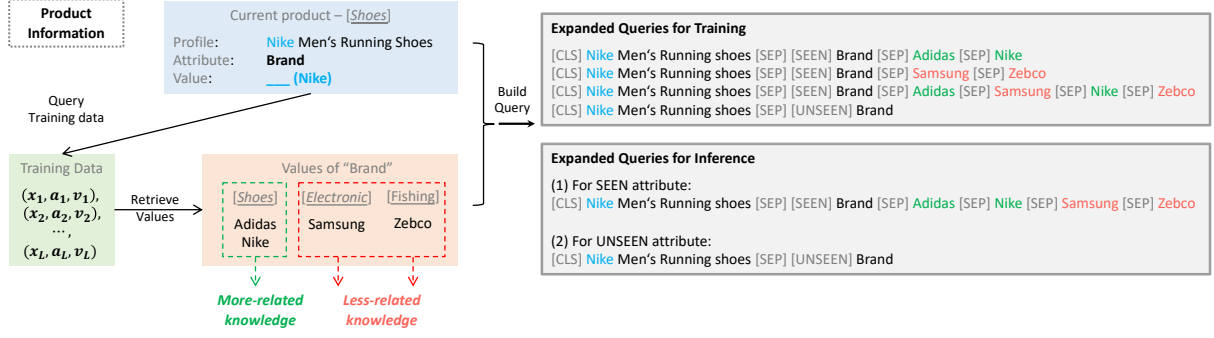 Product
Information
Current product – [Shoes]
Profile: Nike Men's Running Shoes
Attribute: Brand
Value: ___ (Nike)
Query
Training data
Training Data
(x₁, a₁, v₁),
(x₂, a₂, v₂),
⋯ ,
(x_L, a_L, v_L)
Retrieve
Values
Values of "Brand"
[Shoes] [Electronic] [Fishing]
Adidas Samsung Zebco
Nike
More-related
knowledge
Less-related
knowledge
Build
Query
Expanded Queries for Training
[CLS] Nike Men‘s Running shoes [SEP] [SEEN] Brand [SEP] Adidas [SEP] Nike
[CLS] Nike Men‘s Running shoes [SEP] [SEEN] Brand [SEP] Samsung [SEP] Zebco
[CLS] Nike Men‘s Running shoes [SEP] [SEEN] Brand [SEP] Adidas [SEP] Samsung [SEP] Nike [SEP] Zebco
[CLS] Nike Men‘s Running shoes [SEP] [UNSEEN] Brand
Expanded Queries for Inference
(1) For SEEN attribute:
[CLS] Nike Men‘s Running shoes [SEP] [SEEN] Brand [SEP] Adidas [SEP] Nike [SEP] Samsung [SEP] Zebco
(2) For UNSEEN attribute:
[CLS] Nike Men‘s Running shoes [SEP] [UNSEEN] Brand